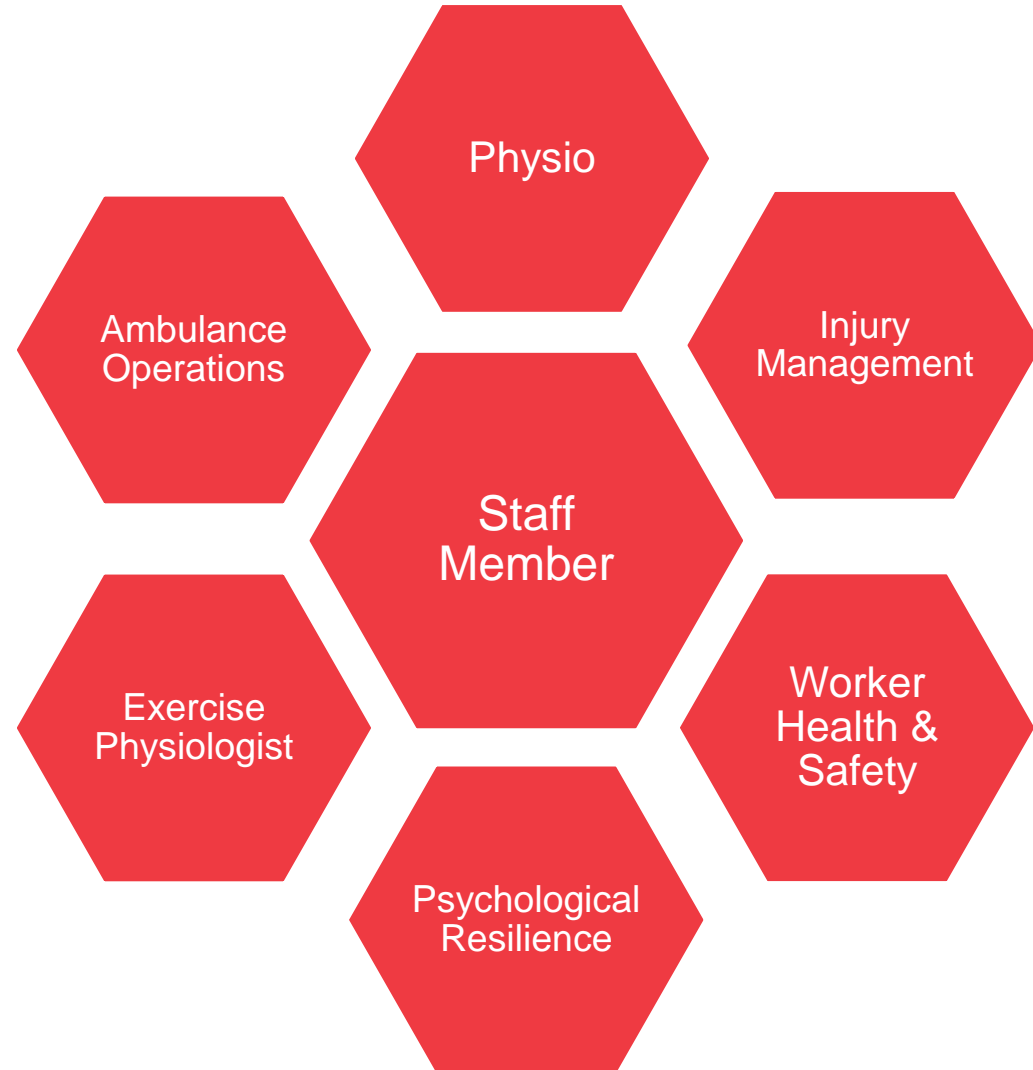 Physio
Ambulance
Operations
Injury
Management
Staff
Member
Exercise
Physiologist
Worker
Health &
Safety
Psychological
Resilience